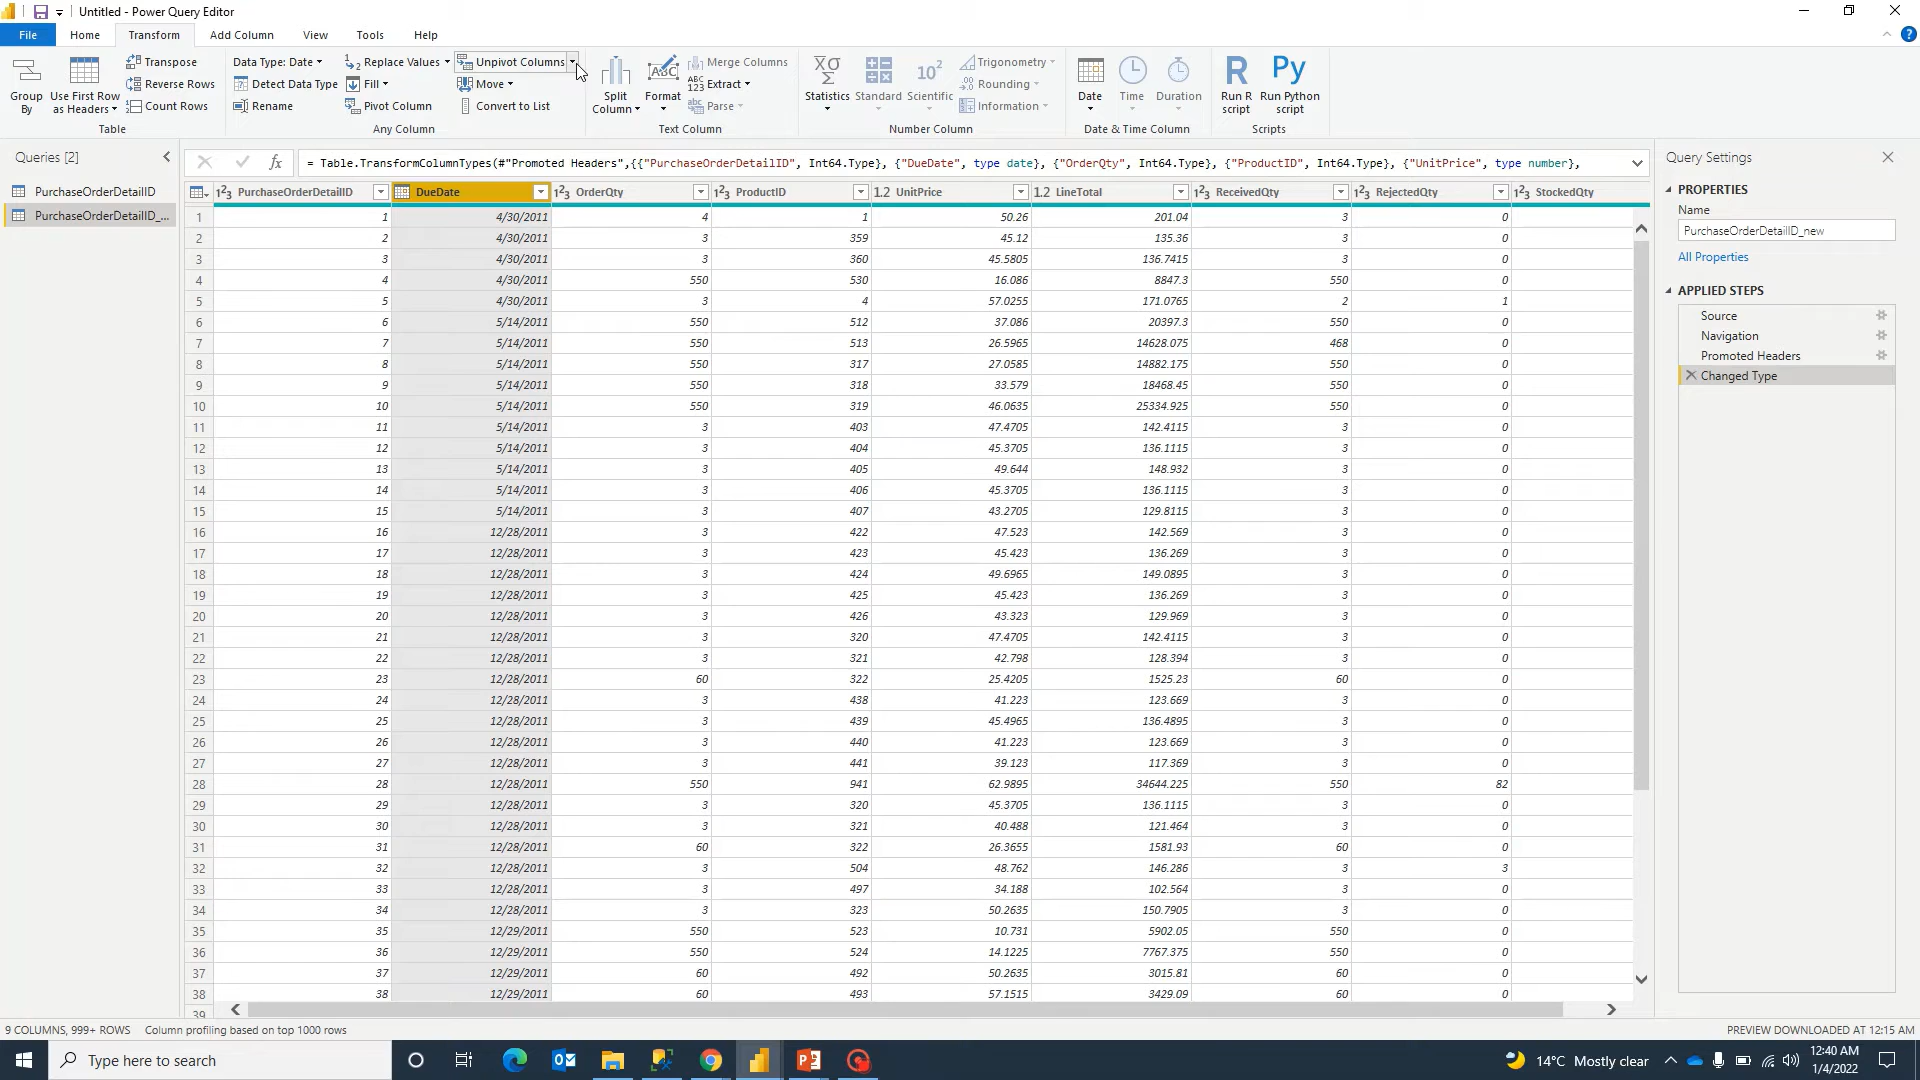 Untitled - Power Query Editor
File Home Transform Add Column View Tools Help
Group By
Use First Row as Headers
Transpose
Reverse Rows
Count Rows
Table
Data Type: Date
Detect Data Type
Rename
Replace Values
Fill
Pivot Column
Any Column
Unpivot Columns
Move
Convert to List
Split Column
Format
Merge Columns
Extract
Parse
Text Column
Statistics
Standard
Scientific
Trigonometry
Rounding
Information
Number Column
Date
Time
Duration
Date & Time Column
Run R script
Run Python script
Scripts
Queries [2]
PurchaseOrderDetailID
PurchaseOrderDetailID_...
= Table.TransformColumnTypes(#"Promoted Headers",{{"PurchaseOrderDetailID", Int64.Type}, {"DueDate", type date}, {"OrderQty", Int64.Type}, {"ProductID", Int64.Type}, {"UnitPrice", type number},
PurchaseOrderDetailID DueDate OrderQty ProductID 1.2 UnitPrice 1.2 LineTotal ReceivedQty RejectedQty StockedQty
1 1 4/30/2011 4 1 50.26 201.04 3 0
2 2 4/30/2011 3 359 45.12 135.36 3 0
3 3 4/30/2011 3 360 45.5805 136.7415 3 0
4 4 4/30/2011 550 530 16.086 8847.3 550 0
5 5 4/30/2011 3 4 57.0255 171.0765 2 1
6 6 5/14/2011 550 512 37.086 20397.3 550 0
7 7 5/14/2011 550 513 26.5965 14628.075 468 0
8 8 5/14/2011 550 317 27.0585 14882.175 550 0
9 9 5/14/2011 550 318 33.579 18468.45 550 0
10 10 5/14/2011 550 319 46.0635 25334.925 550 0
11 11 5/14/2011 3 403 47.4705 142.4115 3 0
12 12 5/14/2011 3 404 45.3705 136.1115 3 0
13 13 5/14/2011 3 405 49.644 148.932 3 0
14 14 5/14/2011 3 406 45.3705 136.1115 3 0
15 15 5/14/2011 3 407 43.2705 129.8115 3 0
16 16 12/28/2011 3 422 47.523 142.569 3 0
17 17 12/28/2011 3 423 45.423 136.269 3 0
18 18 12/28/2011 3 424 49.6965 149.0895 3 0
19 19 12/28/2011 3 425 45.423 136.269 3 0
20 20 12/28/2011 3 426 43.323 129.969 3 0
21 21 12/28/2011 3 320 47.4705 142.4115 3 0
22 22 12/28/2011 3 321 42.798 128.394 3 0
23 23 12/28/2011 60 322 25.4205 1525.23 60 0
24 24 12/28/2011 3 438 41.223 123.669 3 0
25 25 12/28/2011 3 439 45.4965 136.4895 3 0
26 26 12/28/2011 3 440 41.223 123.669 3 0
27 27 12/28/2011 3 441 39.123 117.369 3 0
28 28 12/28/2011 550 941 62.9895 34644.225 550 82
29 29 12/28/2011 3 320 45.3705 136.1115 3 0
30 30 12/28/2011 3 321 40.488 121.464 3 0
31 31 12/28/2011 60 322 26.3655 1581.93 60 0
32 32 12/28/2011 3 504 48.762 146.286 3 3
33 33 12/28/2011 3 497 34.188 102.564 3 0
34 34 12/28/2011 3 323 50.2635 150.7905 3 0
35 35 12/29/2011 550 523 10.731 5902.05 550 0
36 36 12/29/2011 550 524 14.1225 7767.375 550 0
37 37 12/29/2011 60 492 50.2635 3015.81 60 0
38 38 12/29/2011 60 493 57.1515 3429.09 60 0
39
Query Settings
PROPERTIES
Name
PurchaseOrderDetailID_new
All Properties
APPLIED STEPS
Source
Navigation
Promoted Headers
Changed Type
9 COLUMNS, 999+ ROWS Column profiling based on top 1000 rows
PREVIEW DOWNLOADED AT 12:15 AM
Type here to search
14°C Mostly clear
12:40 AM
1/4/2022